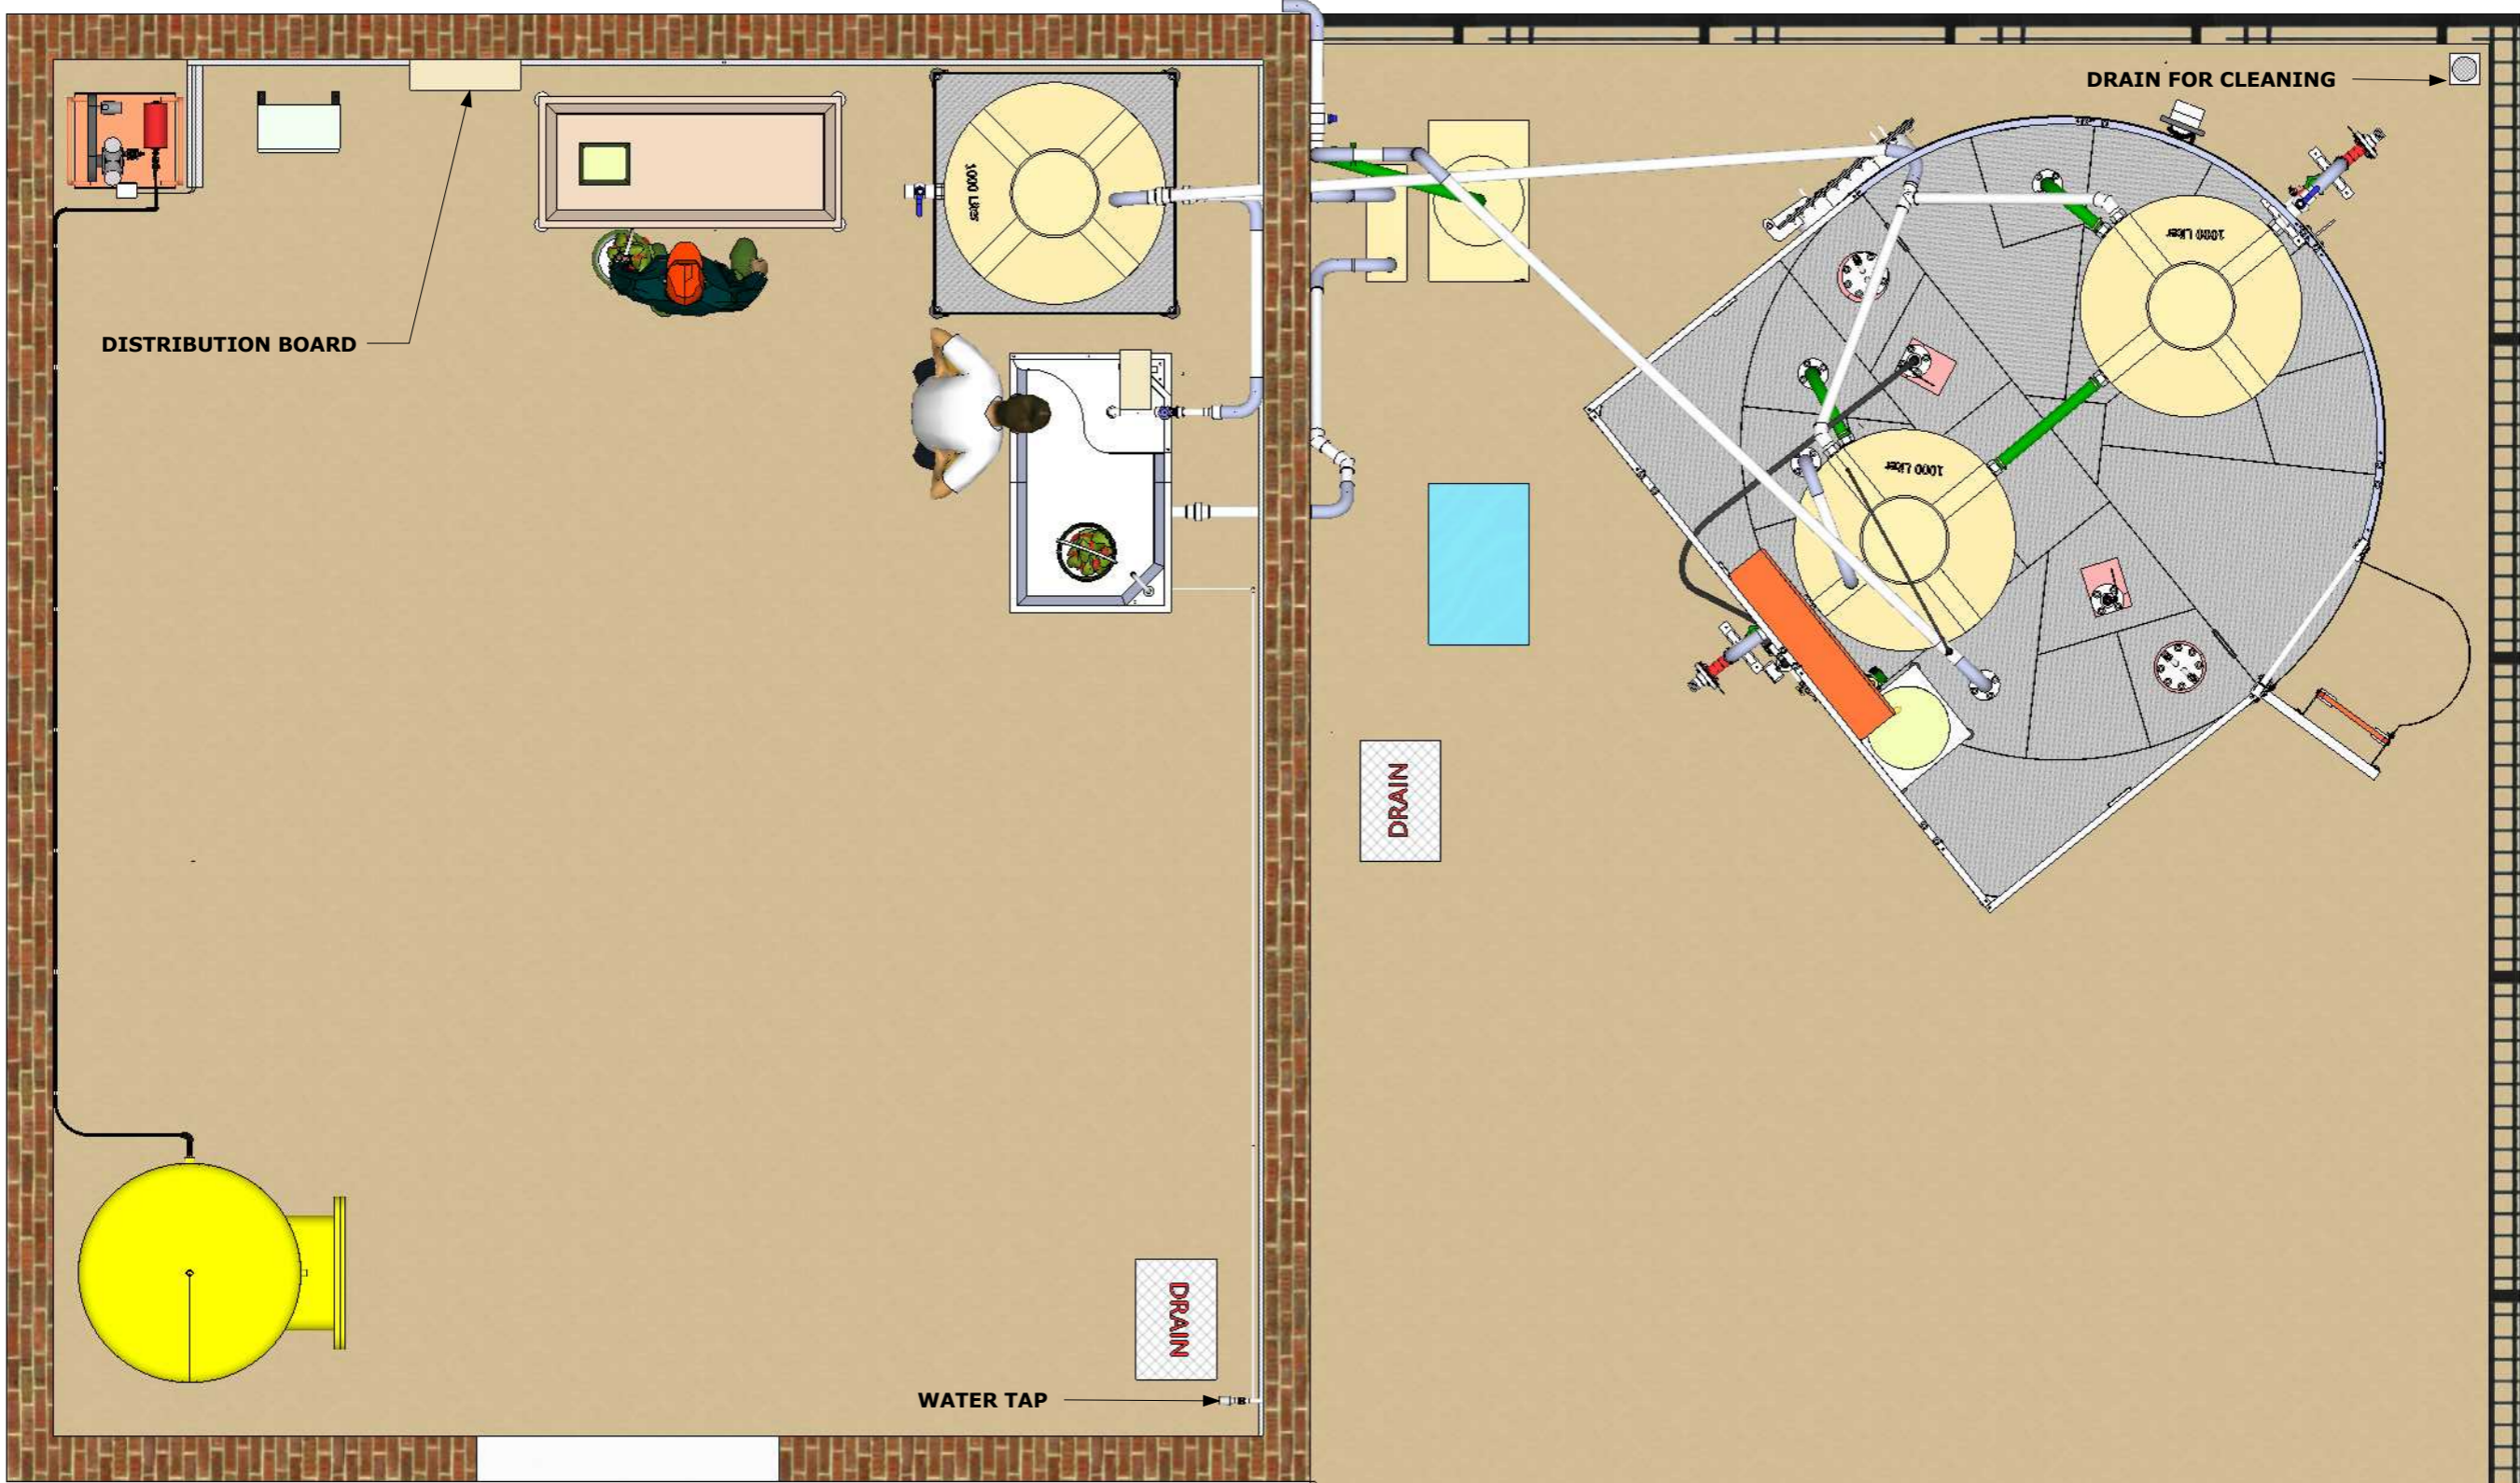 DRAIN FOR CLEANING
1000 Liter
1000 Liter
DISTRIBUTION BOARD
1000 Liter
DRAIN
DRAIN
WATER TAP